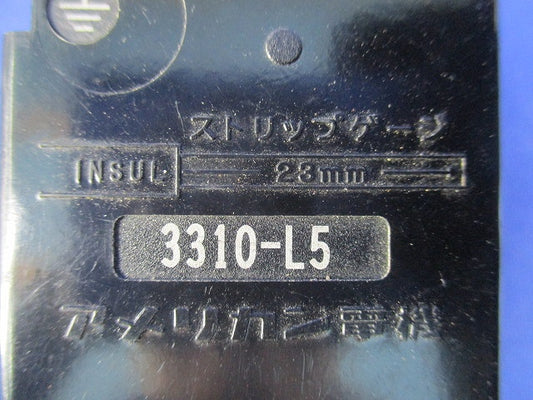 ストリップゲージ
INSUL 23mm
3310-L5
アメリカン電機